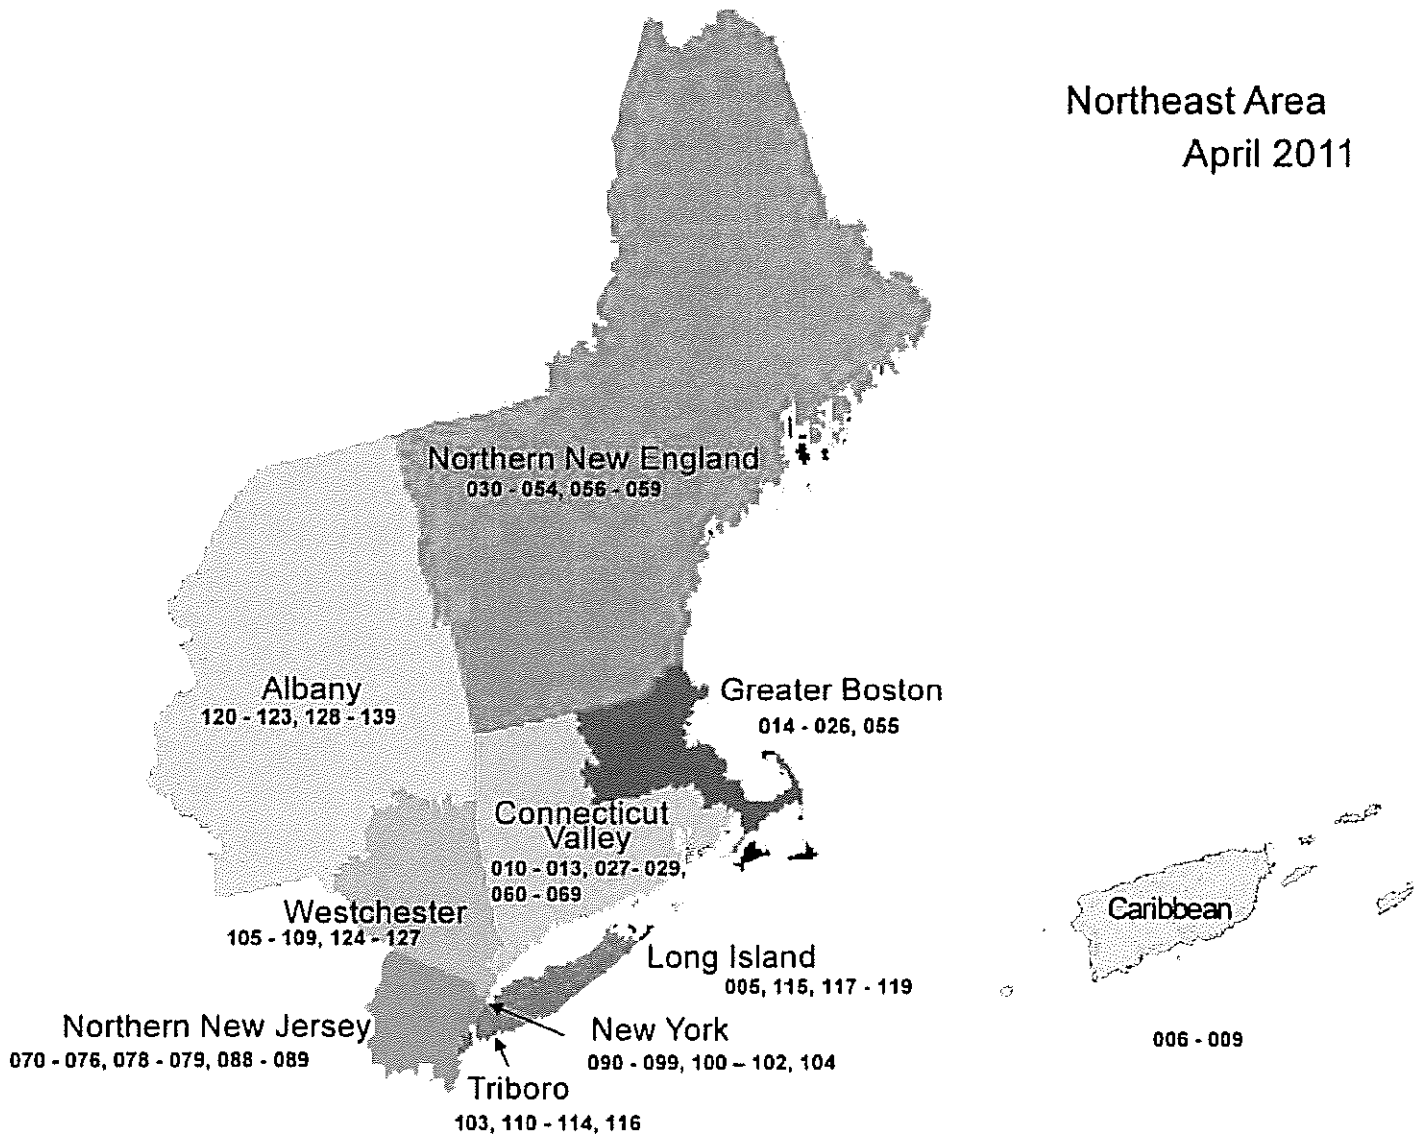 Northeast Area
April 2011
Northern New England
030 - 054, 056 - 059
Albany
120 - 123, 128 - 139
Greater Boston
014 - 026, 055
Connecticut
Valley
010 - 013, 027- 029,
060 - 069
Westchester
105 - 109, 124 - 127
Caribbean
006 - 009
Long Island
005, 115, 117 - 119
Northern New Jersey
070 - 076, 078 - 079, 088 - 089
New York
090 - 099, 100 – 102, 104
Triboro
103, 110 - 114, 116